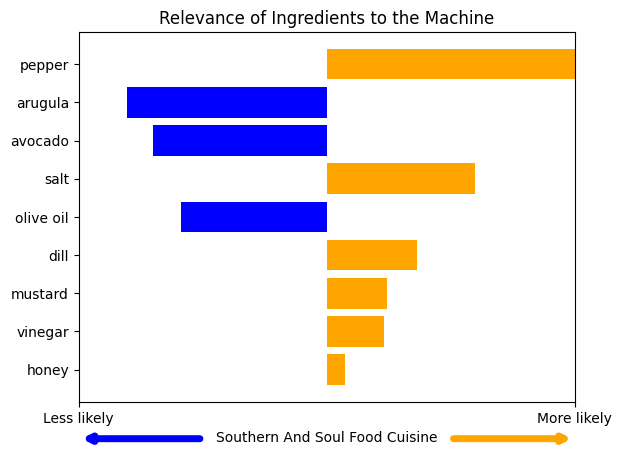 Relevance of Ingredients to the Machine
pepper
arugula
avocado
salt
olive oil
dill
mustard
vinegar
honey
Less likely More likely
Southern And Soul Food Cuisine